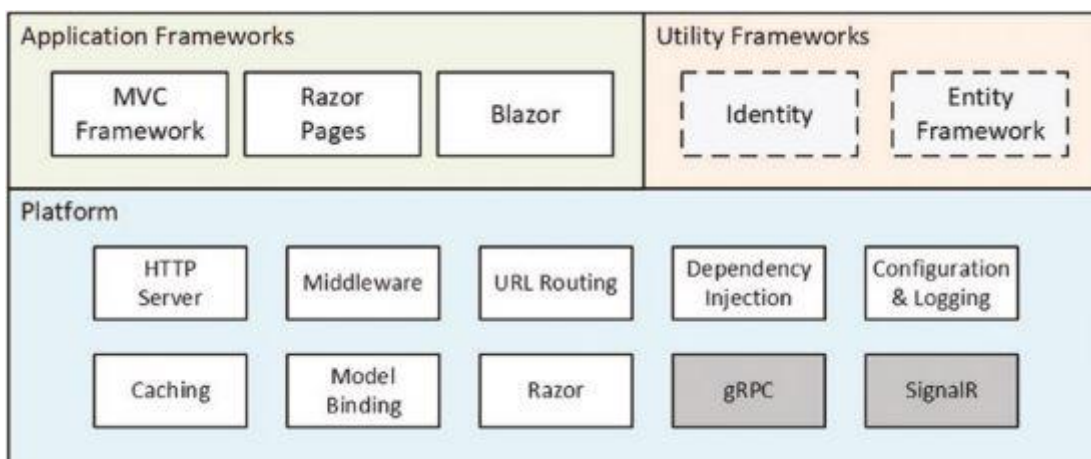 Application Frameworks
Utility Frameworks
MVC
Framework
Razor
Pages
Blazor
Identity
Entity
Framework
Platform
HTTP
Server
Middleware
URL Routing
Dependency
Injection
Configuration
& Logging
Caching
Model
Binding
Razor
gRPC
SignalR